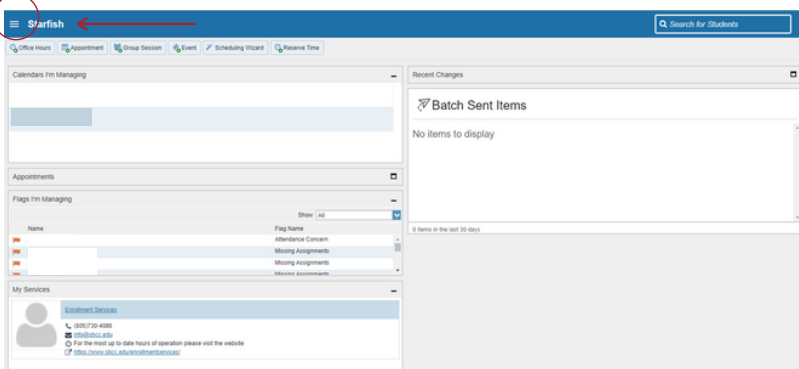 Starfish
Search for Students
Office Hours Appointment Group Session Event Scheduling Wizard Reserve Time
Calendars I'm Managing
Recent Changes
Batch Sent Items
No items to display
0 Items in the last 30 days
Appointments
Flags I'm Managing
Show All
Name Flag Name
Attendance Concern
Missing Assignments
Missing Assignments
Missing Assignments
My Services
Enrollment Services
(805)730-4086
info@sbcc.edu
For the most up to date hours of operation please visit the website
https://www.sbcc.edu/enrollmentservices/